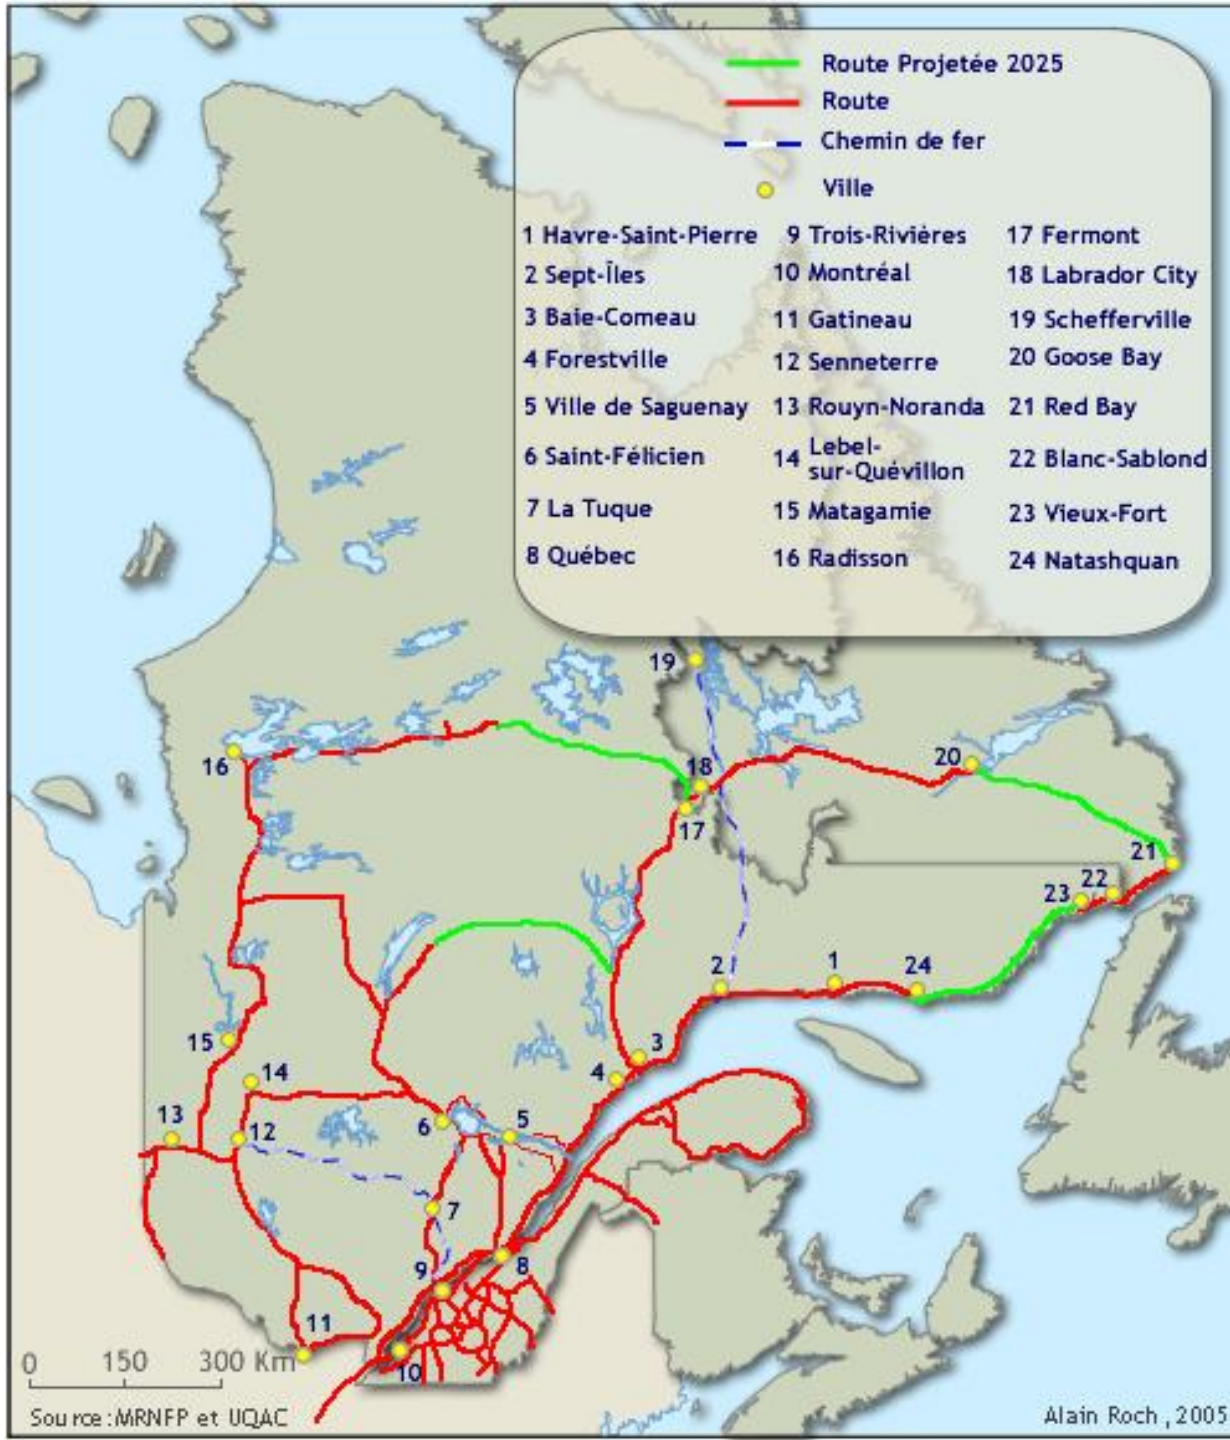 Route Projetée 2025
Route
Chemin de fer
Ville
1 Havre-Saint-Pierre
2 Sept-Îles
3 Baie-Comeau
4 Forestville
5 Ville de Saguenay
6 Saint-Félicien
7 La Tuque
8 Québec
9 Trois-Rivières
10 Montréal
11 Gatineau
12 Senneterre
13 Rouyn-Noranda
14 Lebel-
sur-Quévillon
15 Matagamie
16 Radisson
17 Fermont
18 Labrador City
19 Schefferville
20 Goose Bay
21 Red Bay
22 Blanc-Sablond
23 Vieux-Fort
24 Natashquan
19
16
18
20
17
21
22
23
2
1
24
15
3
14
4
13
12
6
5
7
9
8
11
10
0 150 300 Km
Source:MRNFP et UQAC
Alain Roch, 2005